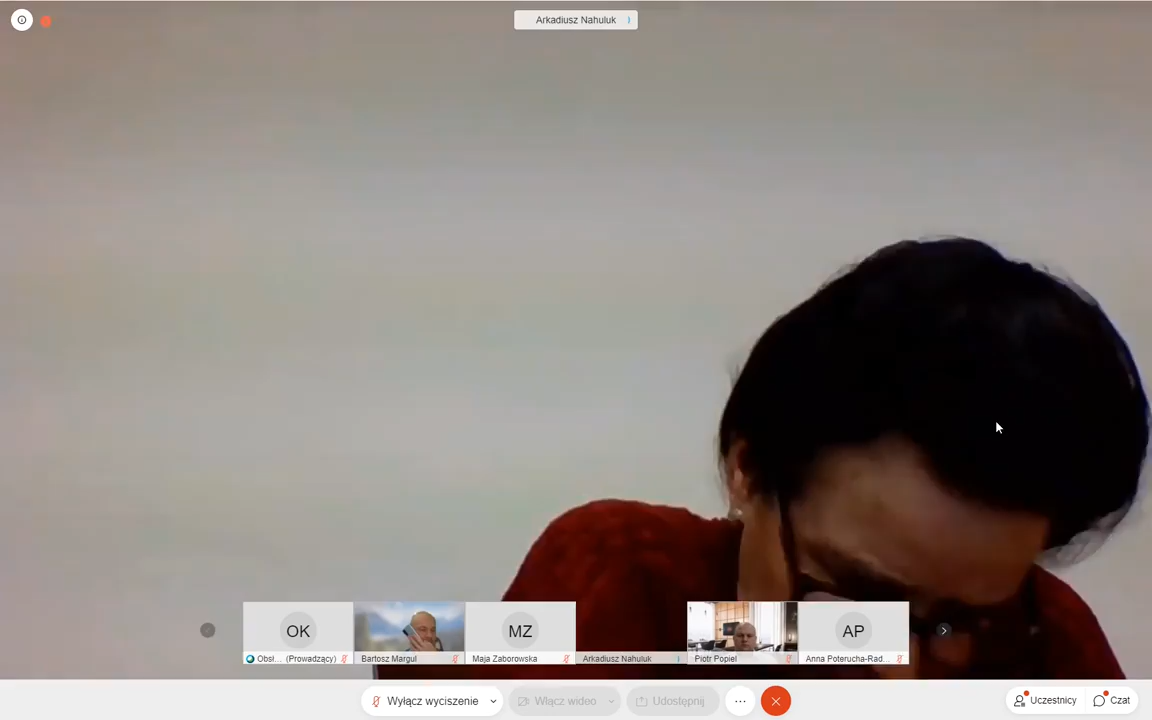 Arkadiusz Nahuluk
OK
MZ
AP
Obsł... (Prowadzący)
Bartosz Margul
Maja Zaborowska
Arkadiusz Nahuluk
Piotr Popiel
Anna Poterucha-Rad...
Wyłącz wyciszenie
Włącz wideo
Udostępnij
Uczestnicy
Czat